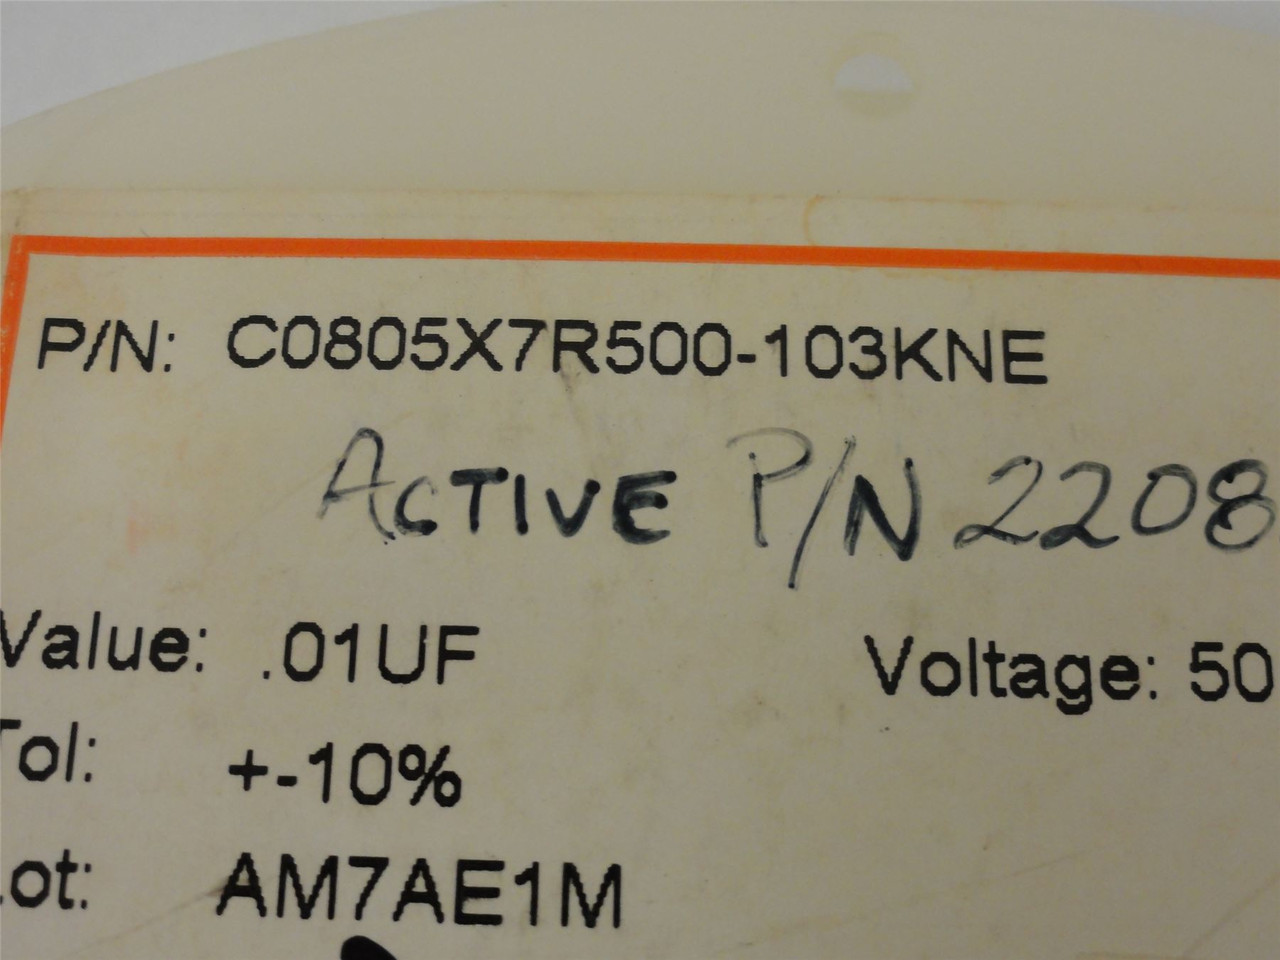 P/N: C0805X7R500-103KNE
ACTIVE P/N 2208
Value: .01UF Voltage: 50
Tol: +-10%
Lot: AM7AE1M